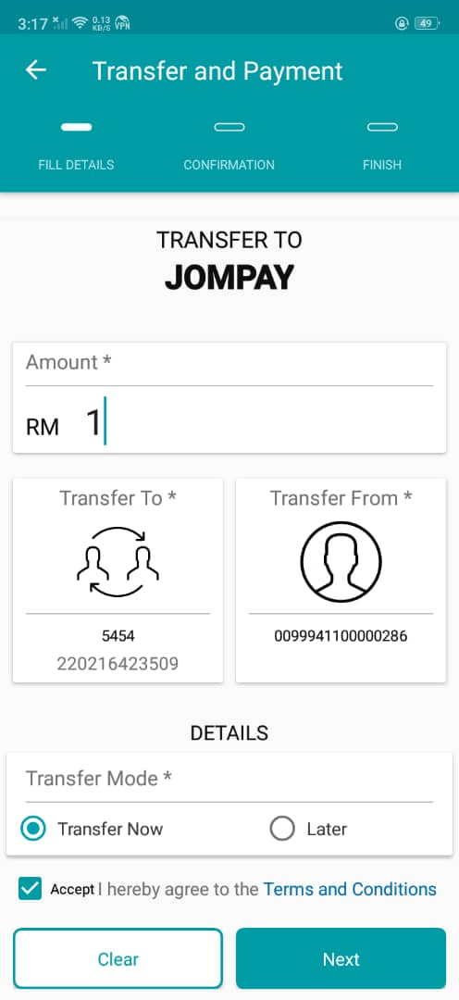 3:17 0.13 KB/S VPN 49
Transfer and Payment
FILL DETAILS CONFIRMATION FINISH
TRANSFER TO
JOMPAY
Amount *
RM 1
Transfer To * Transfer From *
5454 0099941100000286
220216423509
DETAILS
Transfer Mode *
Transfer Now Later
Accept I hereby agree to the Terms and Conditions
Clear Next